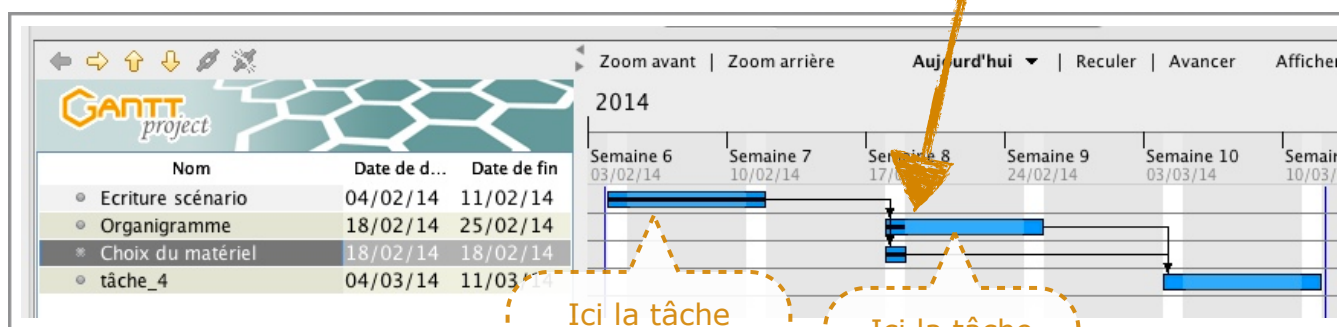 Zoom avant | Zoom arrière Aujourd'hui | Reculer | Avancer Afficher
GANTT project
2014
Semaine 6 Semaine 7 Semaine 8 Semaine 9 Semaine 10
03/02/14 10/02/14 24/02/14 03/03/14
Nom Date de d... Date de fin
Ecriture scénario 04/02/14 11/02/14
Organigramme 18/02/14 25/02/14
Choix du matériel 18/02/14 18/02/14
tâche_4 04/03/14 11/03/14
Ici la tâche
Ici la tâche